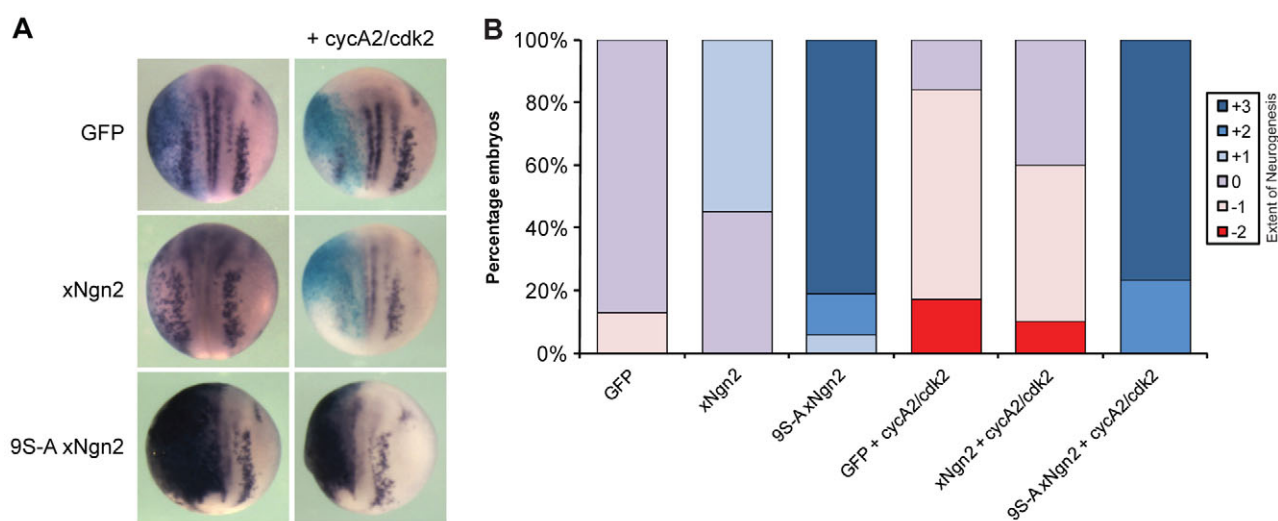 A
+ cycA2/cdk2
GFP
xNgn2
9S-A xNgn2
B
100%
80%
60%
40%
20%
0%
Percentage embryos
GFP
xNgn2
9S-A xNgn2
GFP + cycA2/cdk2
xNgn2 + cycA2/cdk2
9S-A xNgn2 + cycA2/cdk2
+3
+2
+1
0
-1
-2
Extent of Neurogenesis